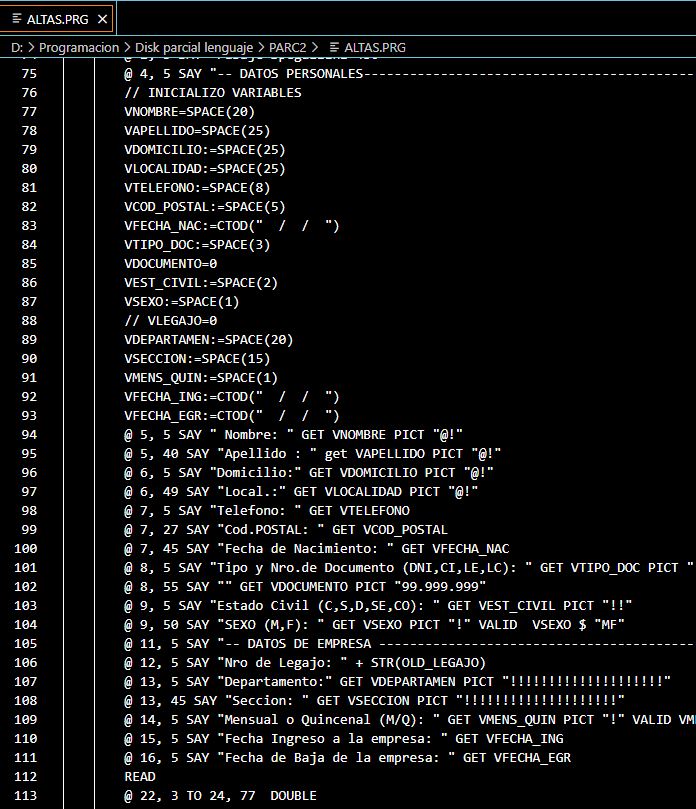 ALTAS.PRG ×
D: > Programacion > Disk parcial lenguaje > PARC2 > ALTAS.PRG
75 @ 4, 5 SAY "-- DATOS PERSONALES------------------------------------------
76 // INICIALIZO VARIABLES
77 VNOMBRE=SPACE(20)
78 VAPELLIDO=SPACE(25)
79 VDOMICILIO:=SPACE(25)
80 VLOCALIDAD:=SPACE(25)
81 VTELEFONO:=SPACE(8)
82 VCOD_POSTAL:=SPACE(5)
83 VFECHA_NAC:=CTOD("  /  /  ")
84 VTIPO_DOC:=SPACE(3)
85 VDOCUMENTO=0
86 VEST_CIVIL:=SPACE(2)
87 VSEXO:=SPACE(1)
88 // VLEGAJO=0
89 VDEPARTAMEN:=SPACE(20)
90 VSECCION:=SPACE(15)
91 VMENS_QUIN:=SPACE(1)
92 VFECHA_ING:=CTOD("  /  /  ")
93 VFECHA_EGR:=CTOD("  /  /  ")
94 @ 5, 5 SAY " Nombre: " GET VNOMBRE PICT "@!"
95 @ 5, 40 SAY "Apellido : " get VAPELLIDO PICT "@!"
96 @ 6, 5 SAY "Domicilio:" GET VDOMICILIO PICT "@!"
97 @ 6, 49 SAY "Local.:" GET VLOCALIDAD PICT "@!"
98 @ 7, 5 SAY "Telefono: " GET VTELEFONO
99 @ 7, 27 SAY "Cod.POSTAL: " GET VCOD_POSTAL
100 @ 7, 45 SAY "Fecha de Nacimiento: " GET VFECHA_NAC
101 @ 8, 5 SAY "Tipo y Nro.de Documento (DNI,CI,LE,LC): " GET VTIPO_DOC PICT "
102 @ 8, 55 SAY "" GET VDOCUMENTO PICT "99.999.999"
103 @ 9, 5 SAY "Estado Civil (C,S,D,SE,CO): " GET VEST_CIVIL PICT "!!"
104 @ 9, 50 SAY "SEXO (M,F): " GET VSEXO PICT "!" VALID  VSEXO $ "MF"
105 @ 11, 5 SAY "-- DATOS DE EMPRESA ----------------------------------------
106 @ 12, 5 SAY "Nro de Legajo: " + STR(OLD_LEGAJO)
107 @ 13, 5 SAY "Departamento:" GET VDEPARTAMEN PICT "!!!!!!!!!!!!!!!!!!!!"
108 @ 13, 45 SAY "Seccion: " GET VSECCION PICT "!!!!!!!!!!!!!!!!!!!!"
109 @ 14, 5 SAY "Mensual o Quincenal (M/Q): " GET VMENS_QUIN PICT "!" VALID VM
110 @ 15, 5 SAY "Fecha Ingreso a la empresa: " GET VFECHA_ING
111 @ 16, 5 SAY "Fecha de Baja de la empresa: " GET VFECHA_EGR
112 READ
113 @ 22, 3 TO 24, 77  DOUBLE